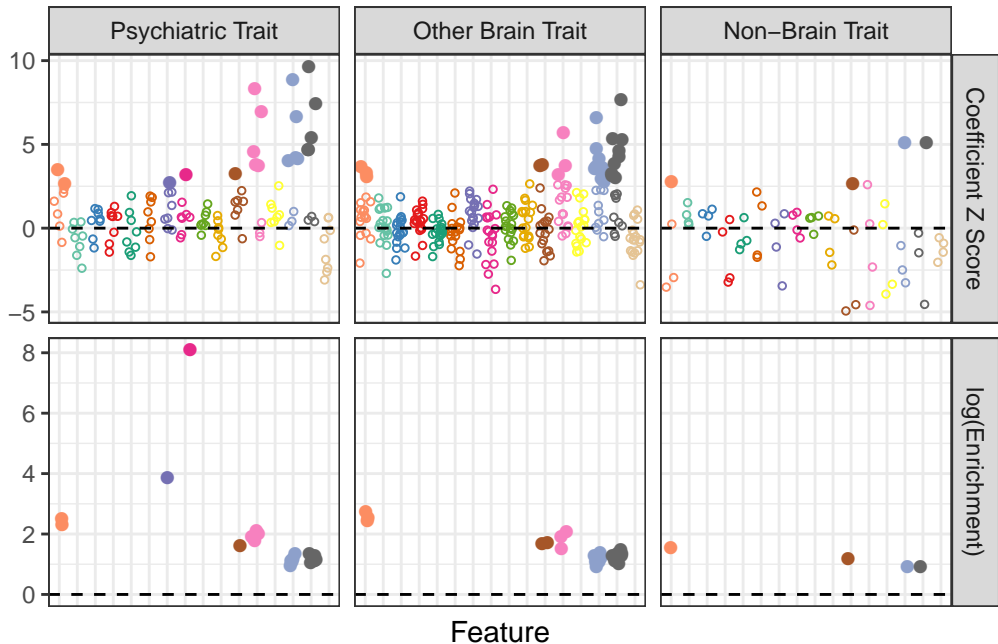 Psychiatric Trait
Other Brain Trait
Non−Brain Trait
10
5
0
−5
Coefficient Z Score
8
6
4
2
0
log(Enrichment)
Feature